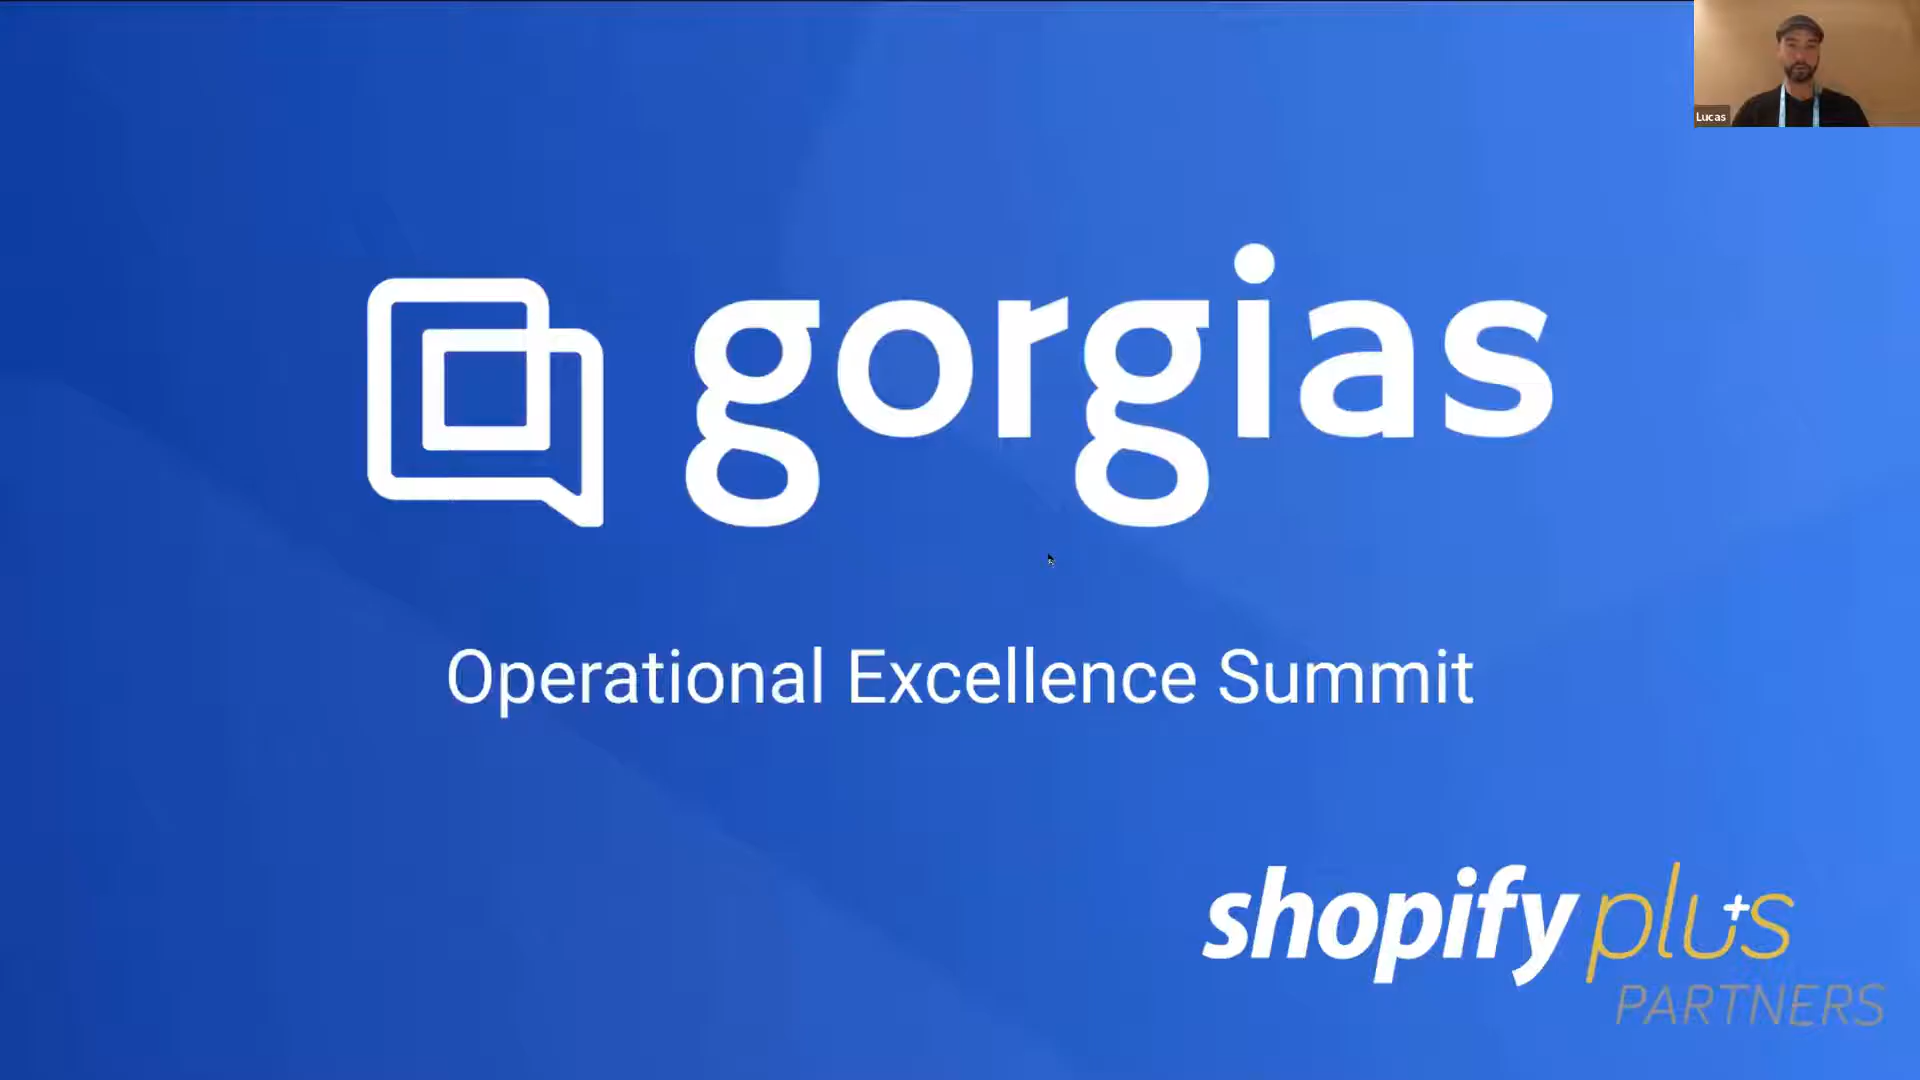 Lucas
gorgias
Operational Excellence Summit
shopify plus
PARTNERS